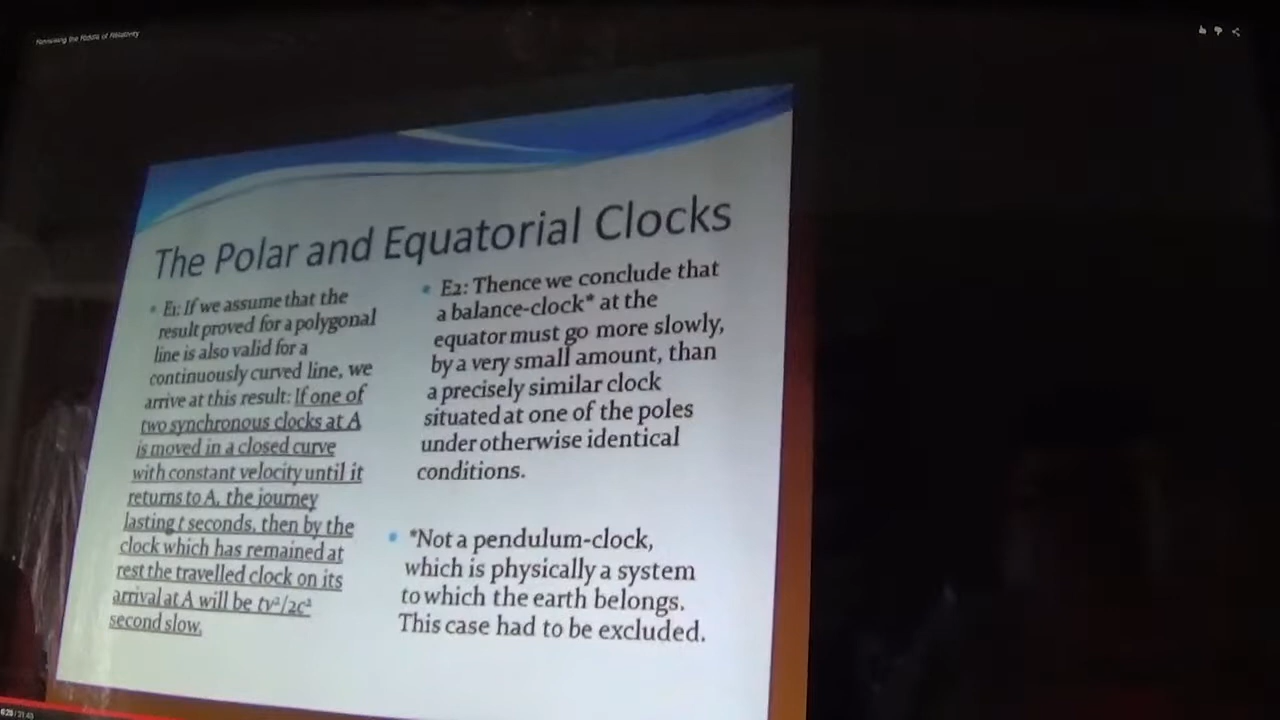 of Relativity
The Polar and Equatorial Clocks
• E1: If we assume that the
result proved for a polygonal
line is also valid for a
continuously curved line, we
arrive at this result: If one of
two synchronous clocks at A
is moved in a closed curve
with constant velocity until it
returns to A, the journey
lasting t seconds, then by the
clock which has remained at
rest the travelled clock on its
arrival at A will be tv²/2c²
second slow.
• E2: Thence we conclude that
a balance-clock* at the
equator must go more slowly,
by a very small amount, than
a precisely similar clock
situated at one of the poles
under otherwise identical
conditions.
• *Not a pendulum-clock,
which is physically a system
to which the earth belongs.
This case had to be excluded.